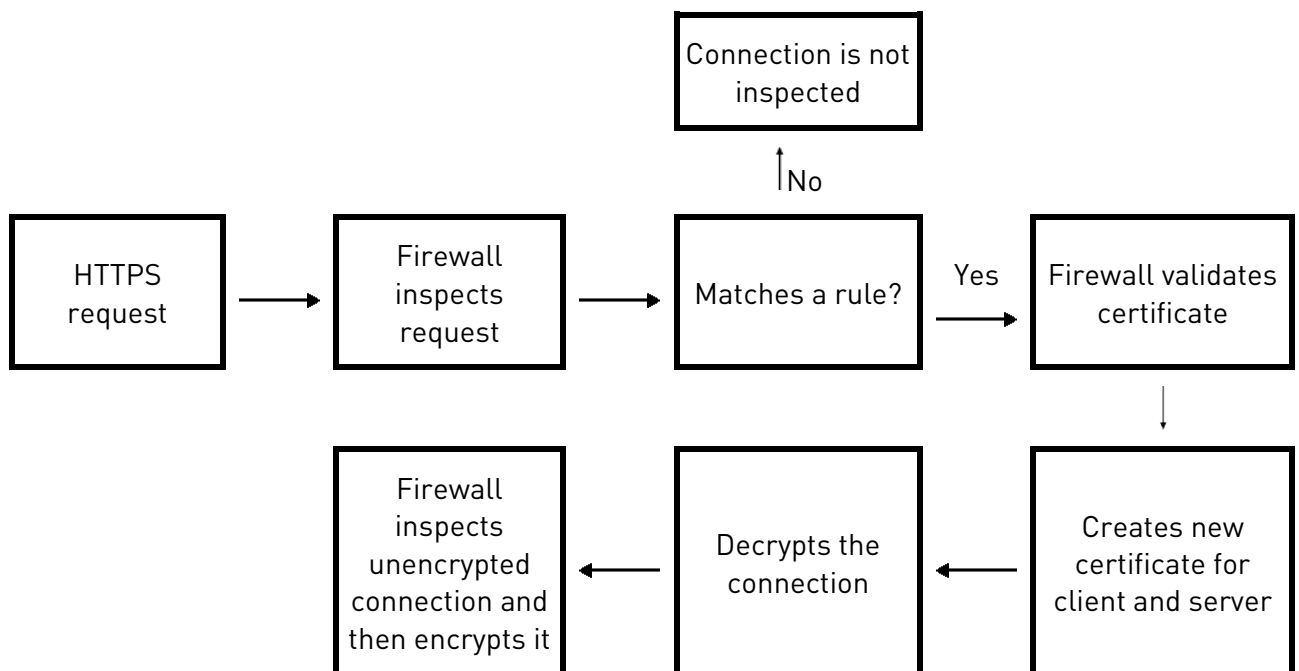 Connection is not
inspected
No
HTTPS
request
Firewall
inspects
request
Matches a rule?
Yes
Firewall validates
certificate
Firewall
inspects
unencrypted
connection and
then encrypts it
Decrypts the
connection
Creates new
certificate for
client and server